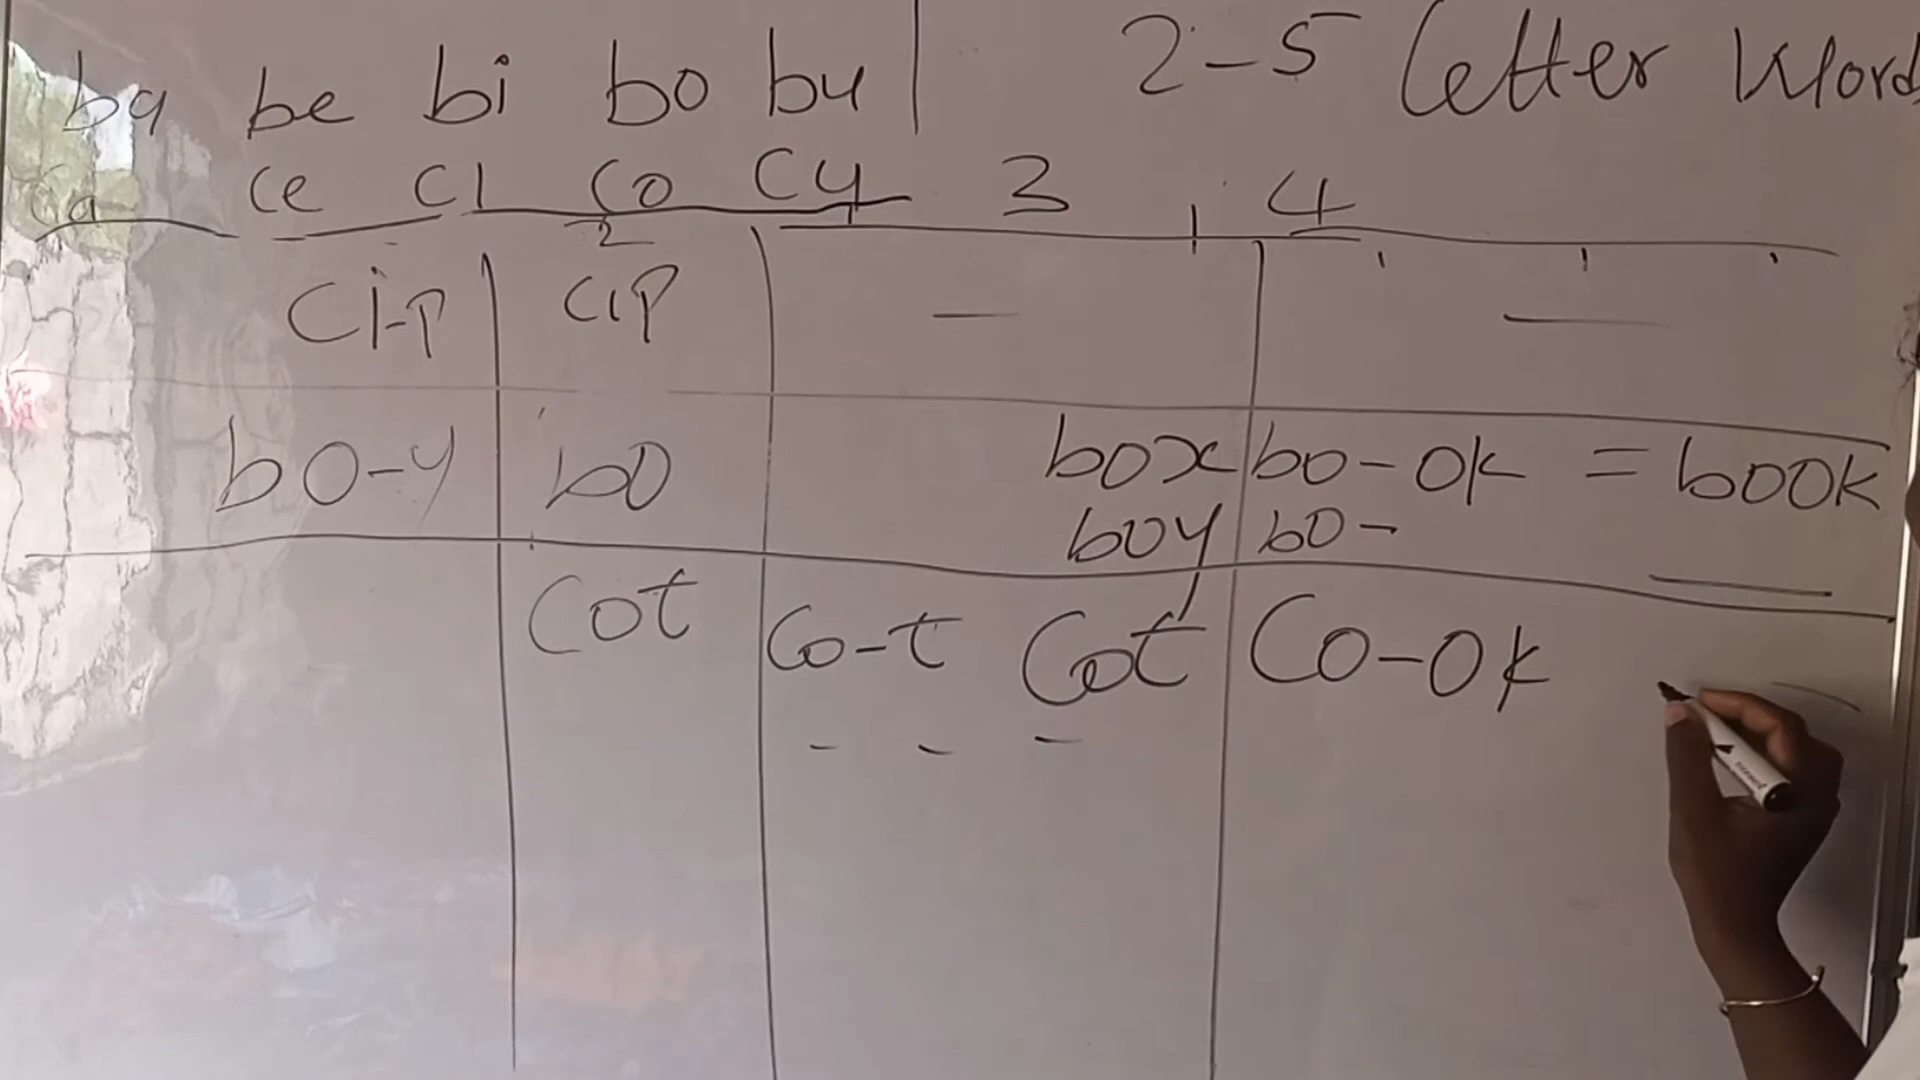 ba be bi bo bu 2-5 letter Word
ca ce ci co cu 3 4
2
ci-p cip — —
bo-y bo box bo-ok = book
boy bo-
Cot Co-t Cot Co-ok
- - -